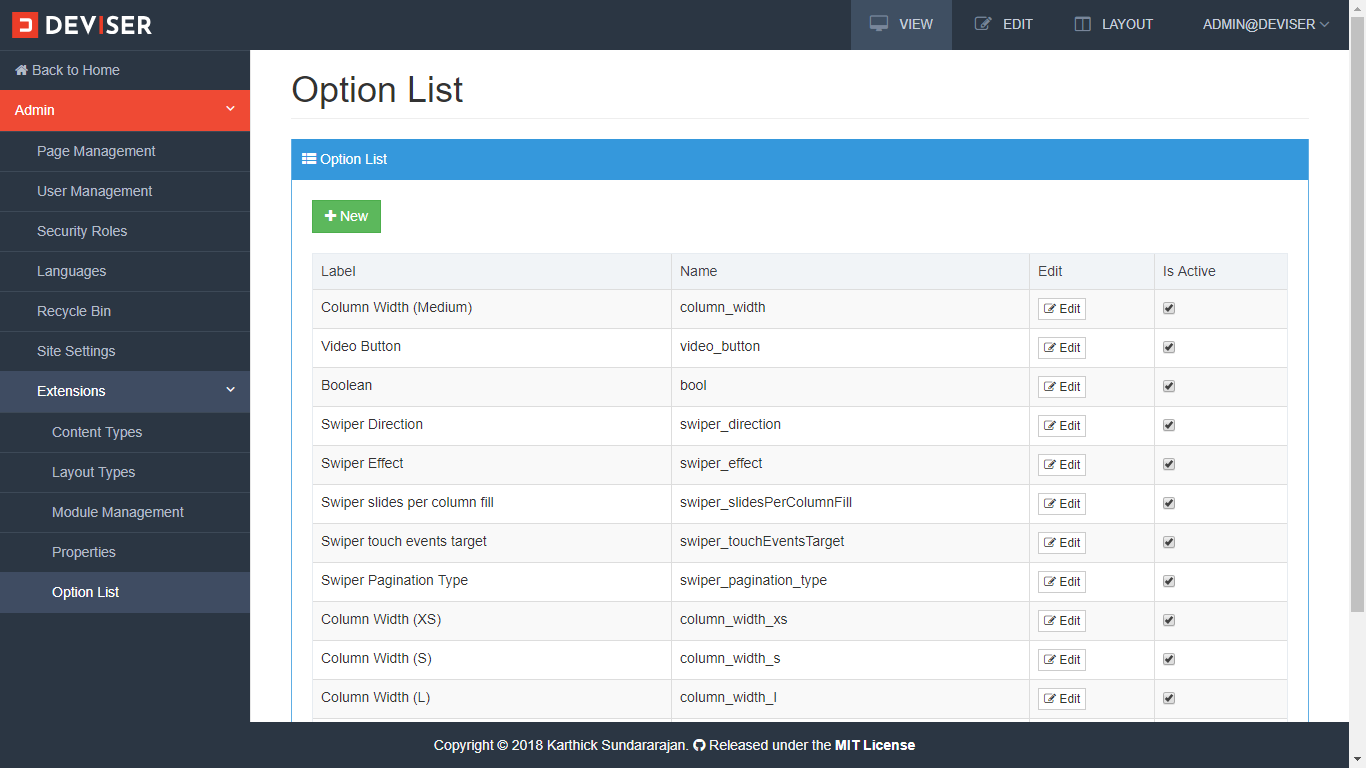 DEVISER
VIEW
EDIT
LAYOUT
ADMIN@DEVISER
Back to Home
Admin
Page Management
User Management
Security Roles
Languages
Recycle Bin
Site Settings
Extensions
Content Types
Layout Types
Module Management
Properties
Option List
Option List
Option List
New
Label Name Edit Is Active
Column Width (Medium) column_width Edit
Video Button video_button Edit
Boolean bool Edit
Swiper Direction swiper_direction Edit
Swiper Effect swiper_effect Edit
Swiper slides per column fill swiper_slidesPerColumnFill Edit
Swiper touch events target swiper_touchEventsTarget Edit
Swiper Pagination Type swiper_pagination_type Edit
Column Width (XS) column_width_xs Edit
Column Width (S) column_width_s Edit
Column Width (L) column_width_l Edit
Copyright © 2018 Karthick Sundararajan. Released under the MIT License